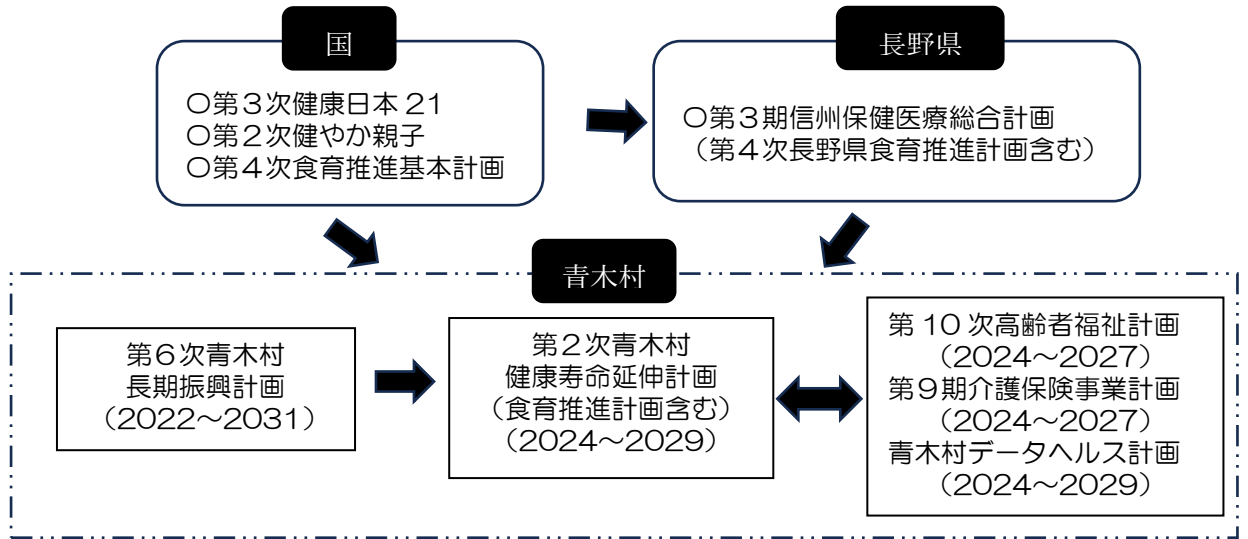 国
〇第３次健康日本 21
〇第２次健やか親子
〇第４次食育推進基本計画
長野県
〇第３期信州保健医療総合計画
（第４次長野県食育推進計画含む）
青木村
第６次青木村
長期振興計画
（２０２２～２０３１）
第２次青木村
健康寿命延伸計画
（食育推進計画含む）
（２０２４～２０２９）
第 10 次高齢者福祉計画
（２０２４～２０２７）
第９期介護保険事業計画
（２０２４～２０２７）
青木村データヘルス計画
（２０２４～２０２９）